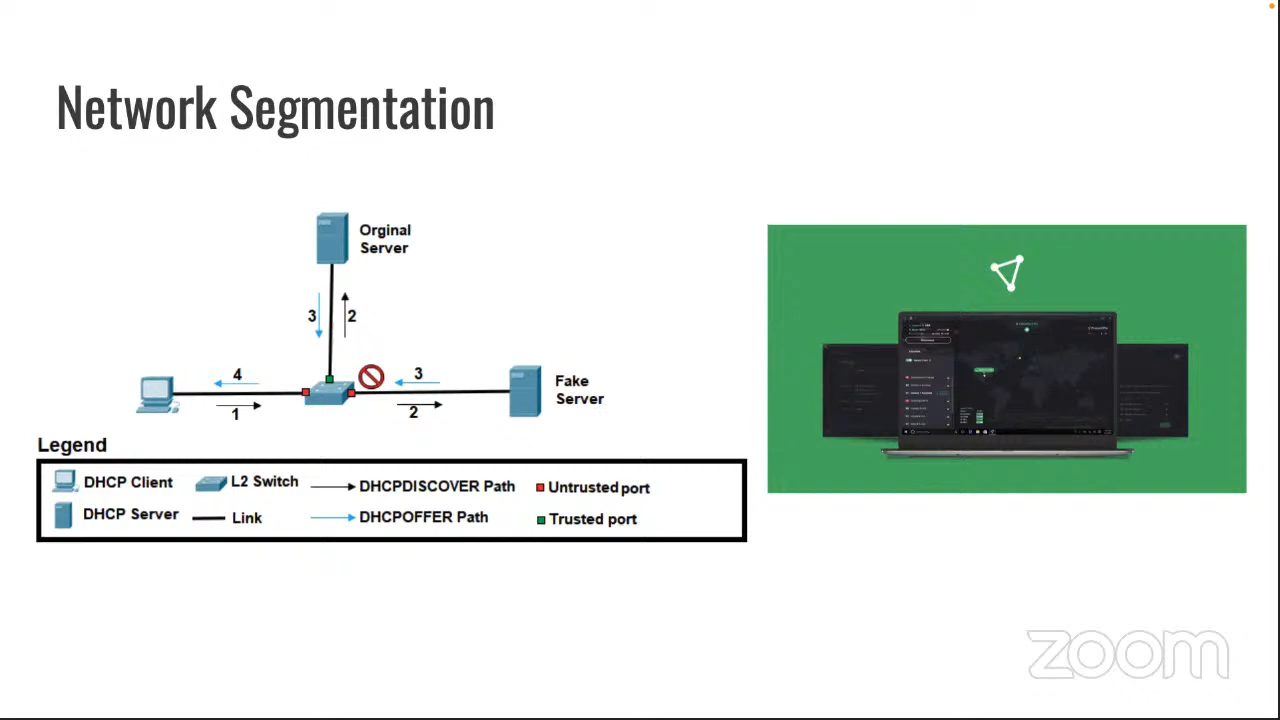 Network Segmentation
Orginal
Server
3
2
4
1
3
2
Fake
Server
Legend
DHCP Client
L2 Switch
DHCPDISCOVER Path
Untrusted port
DHCP Server
Link
DHCPOFFER Path
Trusted port
zoom